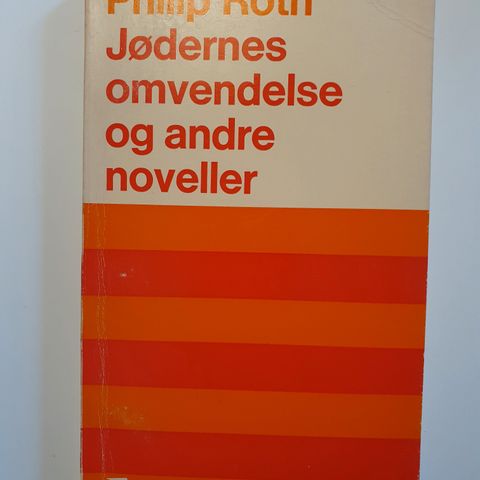 Philip Roth
Jødernes
omvendelse
og andre
noveller